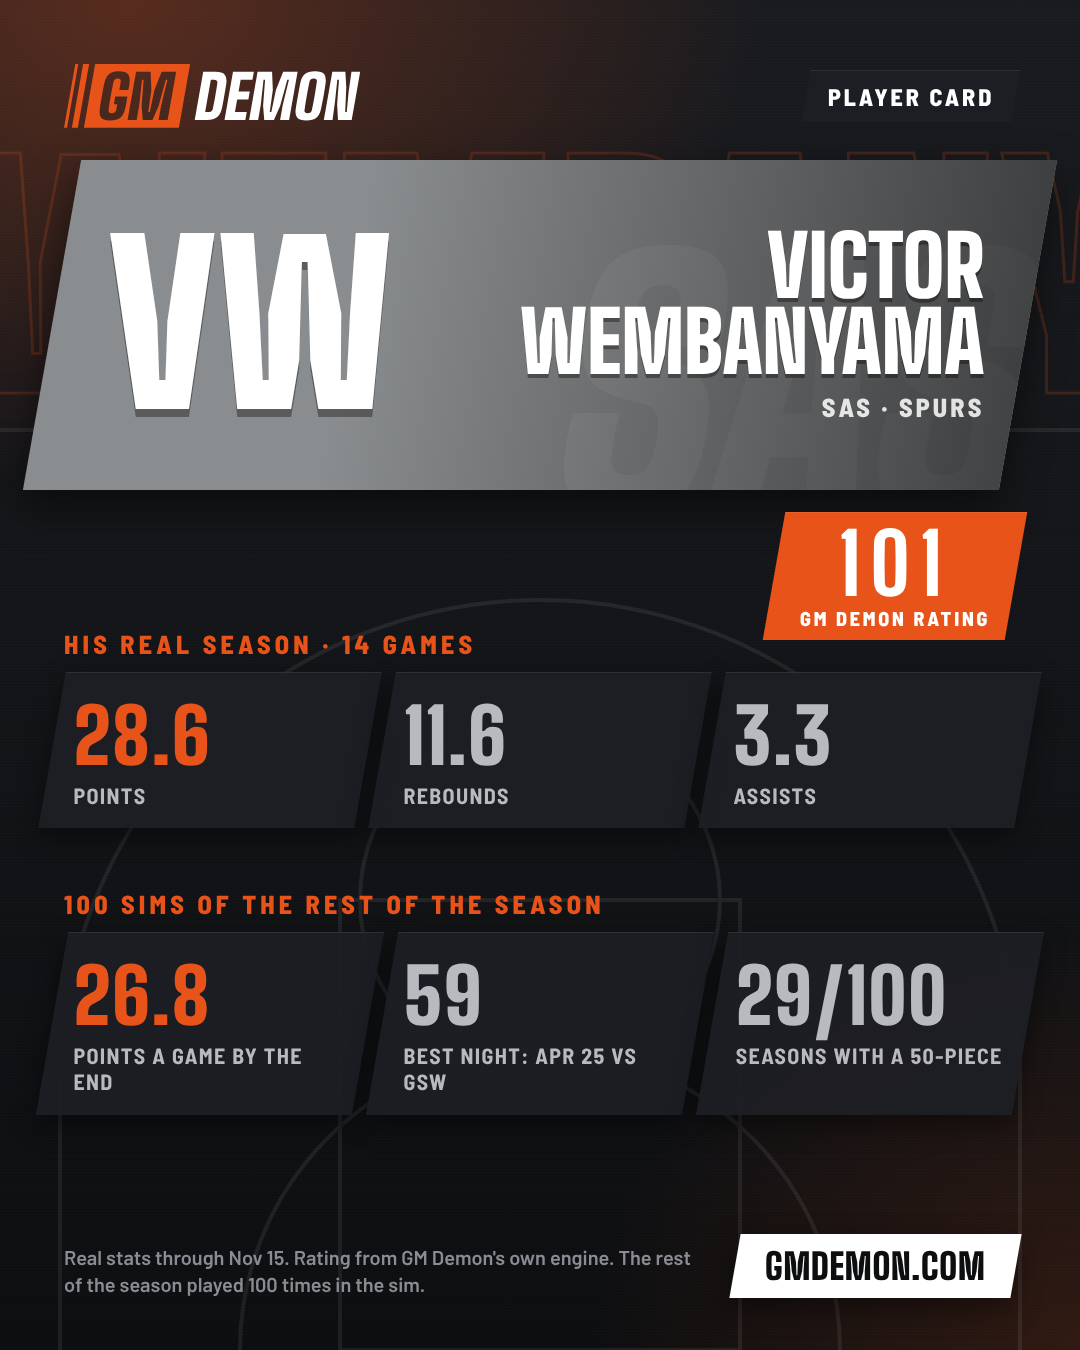 GM DEMON
PLAYER CARD
VW
VICTOR
WEMBANYAMA
SAS · SPURS
SAS
101
GM DEMON RATING
HIS REAL SEASON · 14 GAMES
28.6
POINTS
11.6
REBOUNDS
3.3
ASSISTS
100 SIMS OF THE REST OF THE SEASON
26.8
POINTS A GAME BY THE
END
59
BEST NIGHT: APR 25 VS
GSW
29/100
SEASONS WITH A 50-PIECE
Real stats through Nov 15. Rating from GM Demon's own engine. The rest
of the season played 100 times in the sim.
GMDEMON.COM